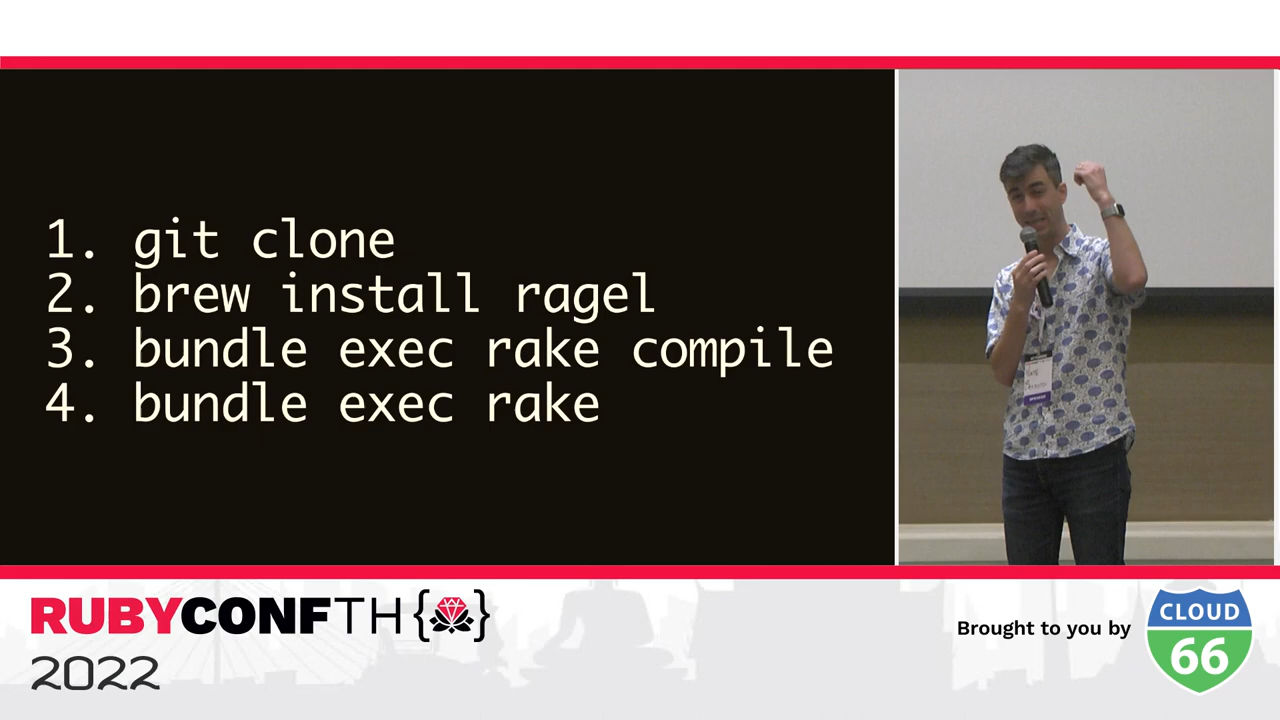 1. git clone
2. brew install ragel
3. bundle exec rake compile
4. bundle exec rake
RUBYCONFTH{}
2022
Brought to you by
CLOUD
66